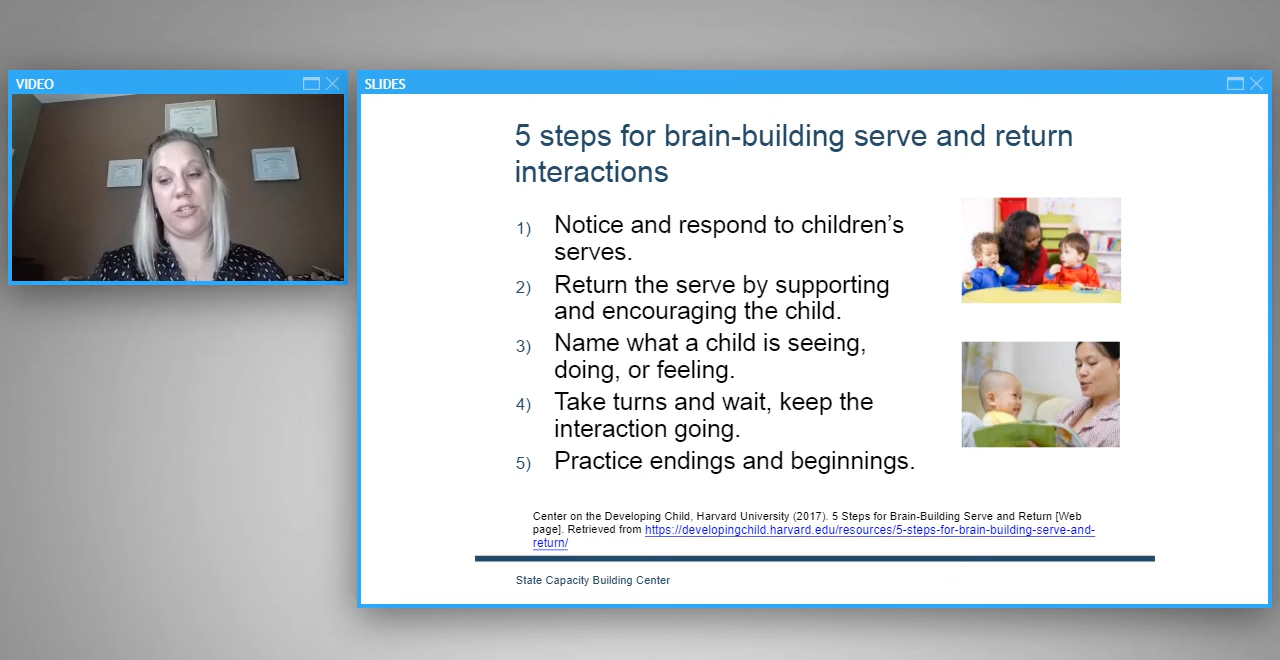 VIDEO
SLIDES
5 steps for brain-building serve and return
interactions
1) Notice and respond to children’s
serves.
2) Return the serve by supporting
and encouraging the child.
3) Name what a child is seeing,
doing, or feeling.
4) Take turns and wait, keep the
interaction going.
5) Practice endings and beginnings.
Center on the Developing Child, Harvard University (2017). 5 Steps for Brain-Building Serve and Return [Web
page]. Retrieved from https://developingchild.harvard.edu/resources/5-steps-for-brain-building-serve-and-
return/
State Capacity Building Center